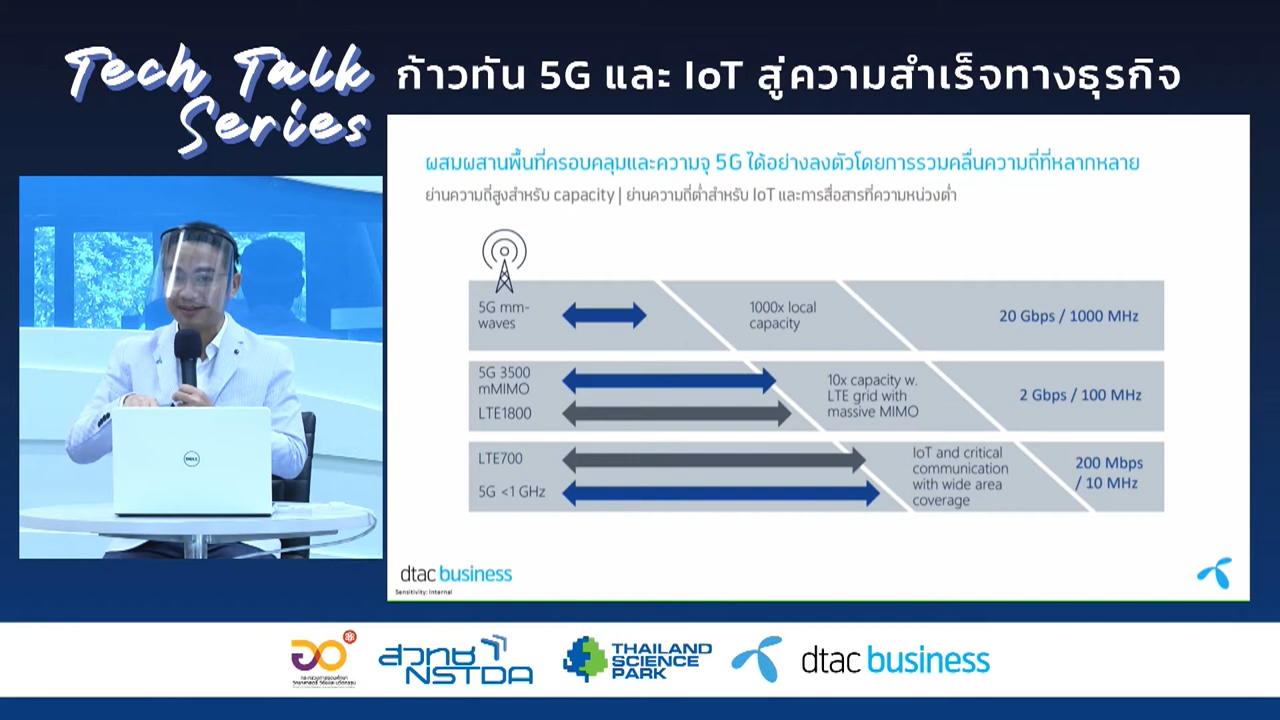 Tech Talk
Series
ก้าวทัน 5G และ IoT สู่ความสำเร็จทางธุรกิจ
ผสมผสานพื้นที่ครอบคลุมและความจุ 5G ได้อย่างลงตัวโดยการรวมคลื่นความถี่ที่หลากหลาย
ย่านความถี่สูงสำหรับ capacity | ย่านความถี่ต่ำสำหรับ IoT และการสื่อสารที่ความหน่วงต่ำ
5G mm-
waves
1000x local
capacity
20 Gbps / 1000 MHz
5G 3500
mMIMO
LTE1800
10x capacity w.
LTE grid with
massive MIMO
2 Gbps / 100 MHz
LTE700
5G <1 GHz
IoT and critical
communication
with wide area
coverage
200 Mbps
/ 10 MHz
dtac business
Sensitivity: Internal
DELL
สวทช
NSTDA
THAILAND
SCIENCE
PARK
dtac business